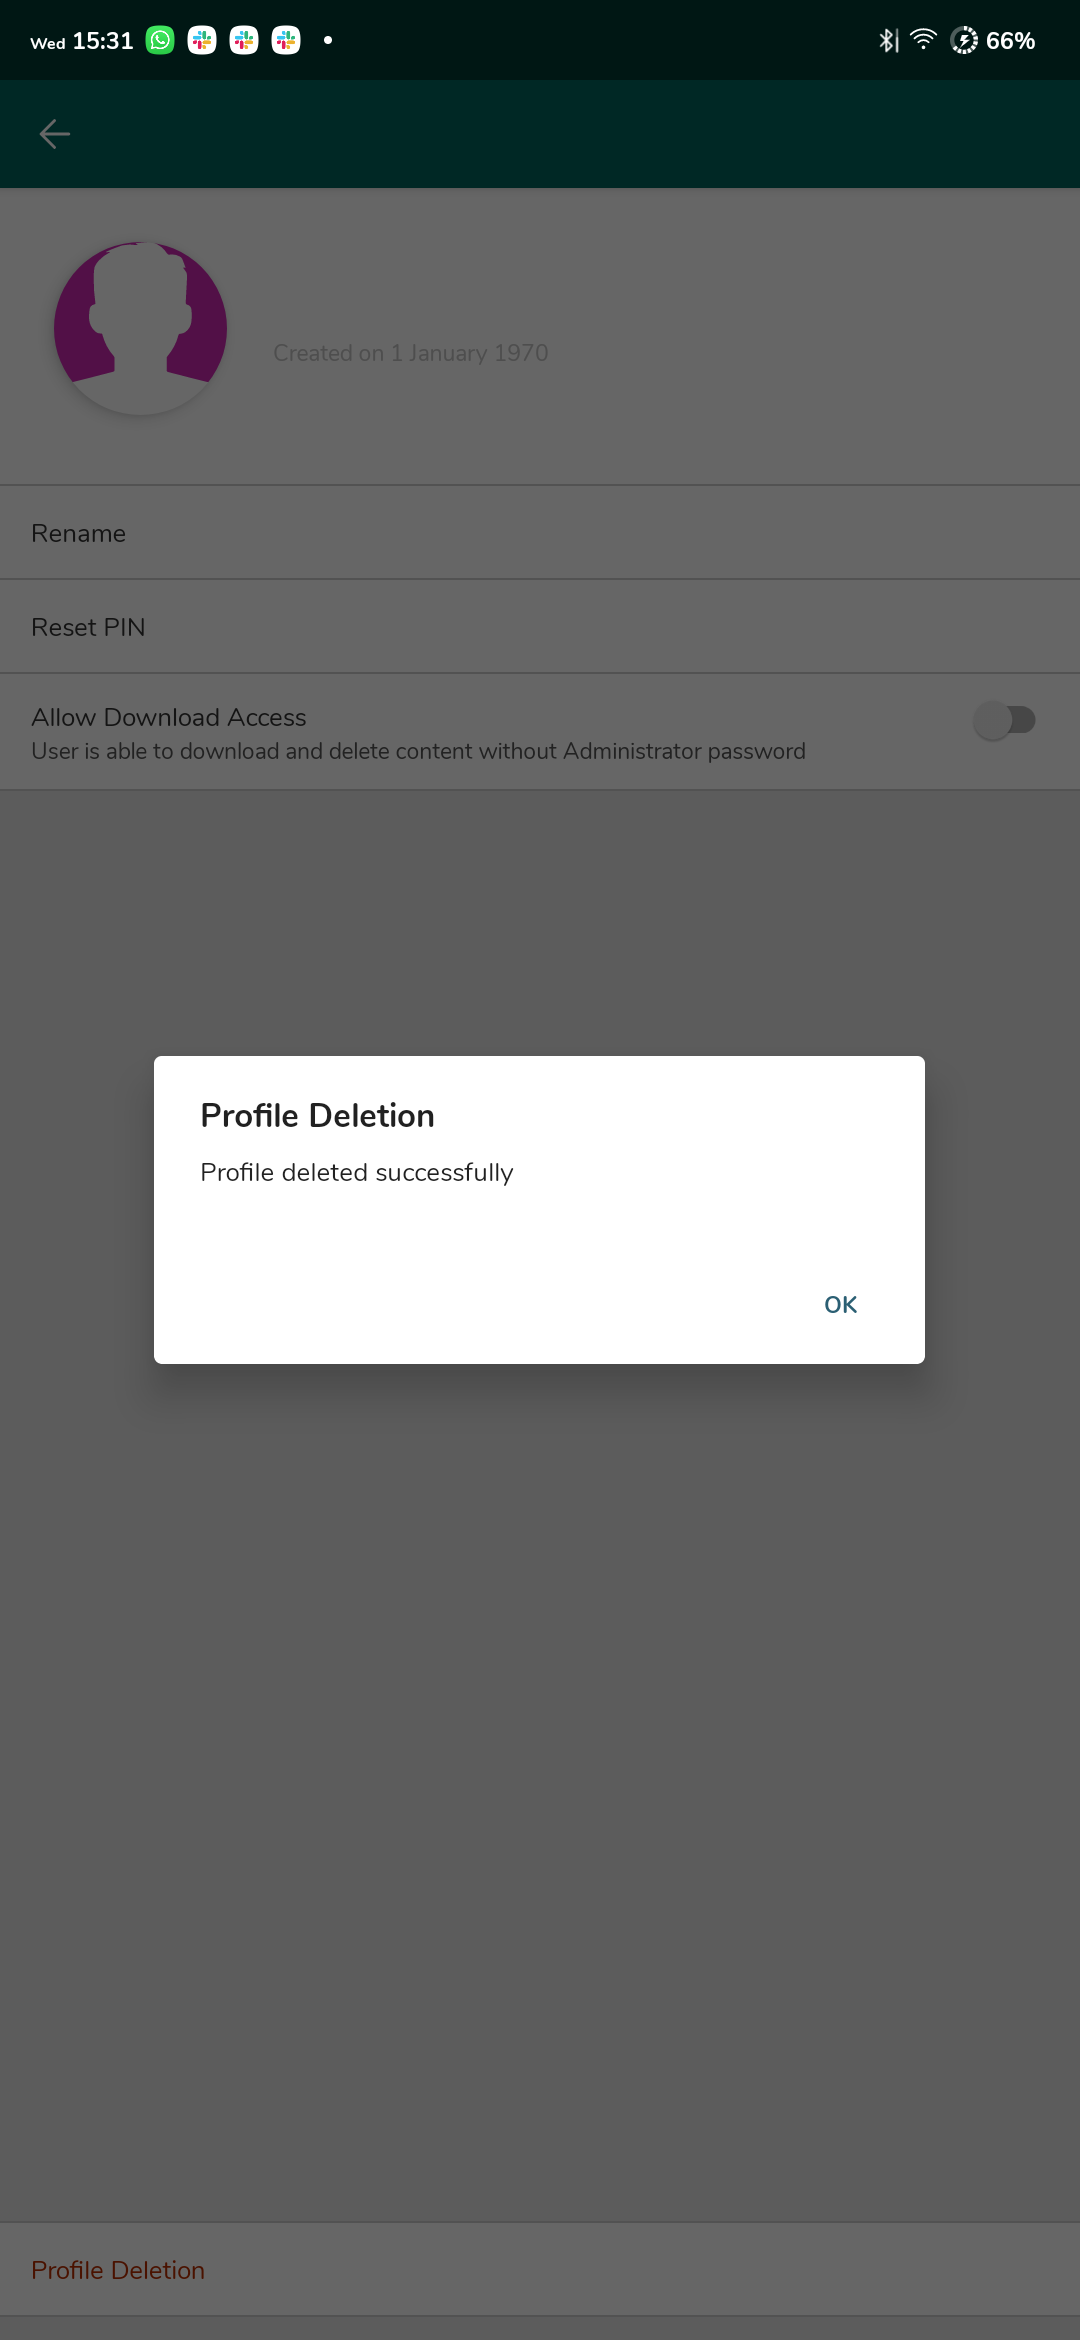 Wed 15:31
66%
Created on 1 January 1970
Rename
Reset PIN
Allow Download Access
User is able to download and delete content without Administrator password
Profile Deletion
Profile deleted successfully
OK
Profile Deletion